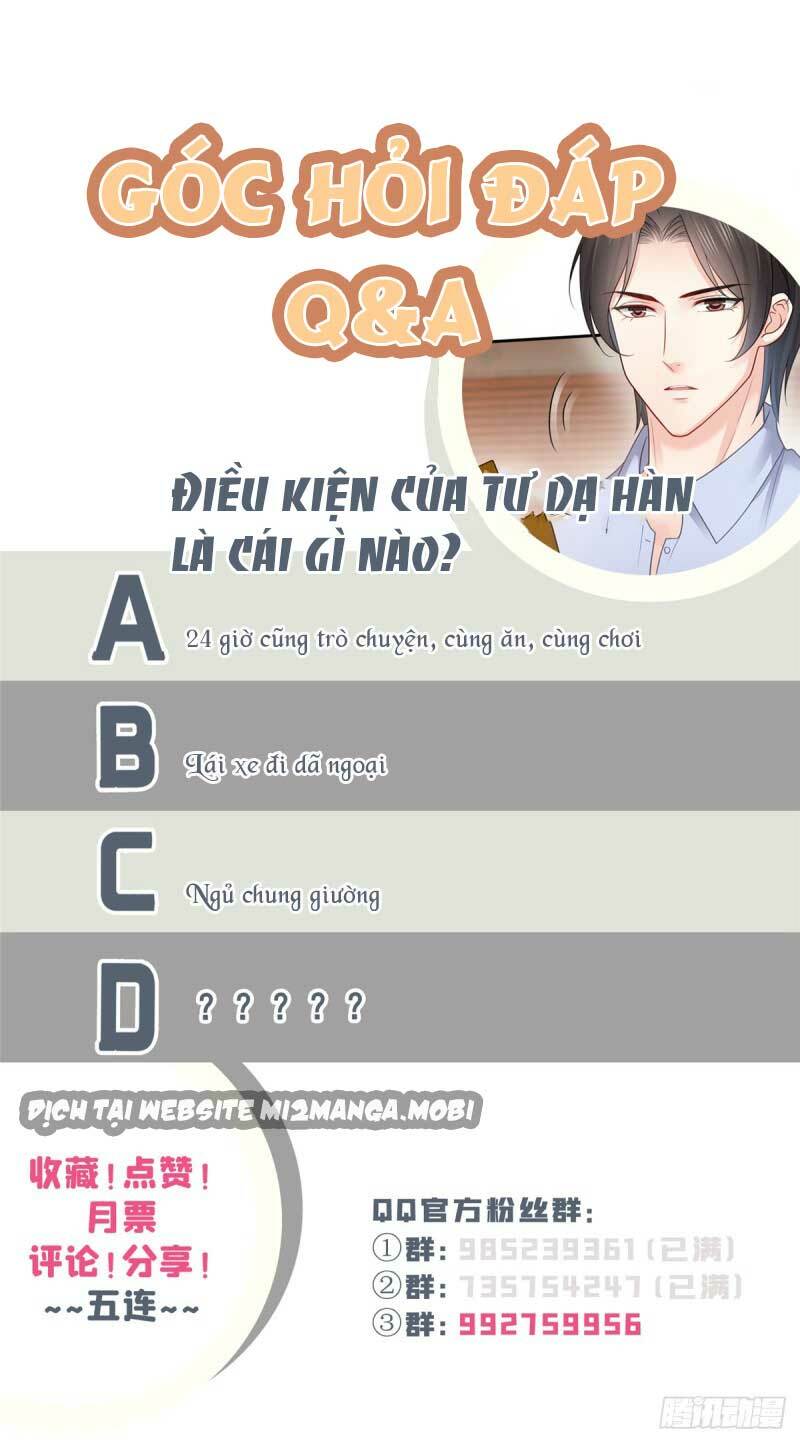 GÓC HỎI ĐÁP
Q&A
ĐIỀU KIỆN CỦA TƯ DẠ HÀN
LÀ CÁI GÌ NÀO?
A
24 giờ cũng trò chuyện, cùng ăn, cùng chơi
B
Lái xe đi dã ngoại
C
Ngủ chung giường
D
? ? ? ? ?
DỊCH TẠI WEBSITE MI2MANGA.MOBI
收藏!点赞!
月票
评论!分享!
~~五连~~
QQ官方粉丝群:
①群: 985239361(已满)
②群: 735754247(已满)
③群: 992759956
腾讯动漫